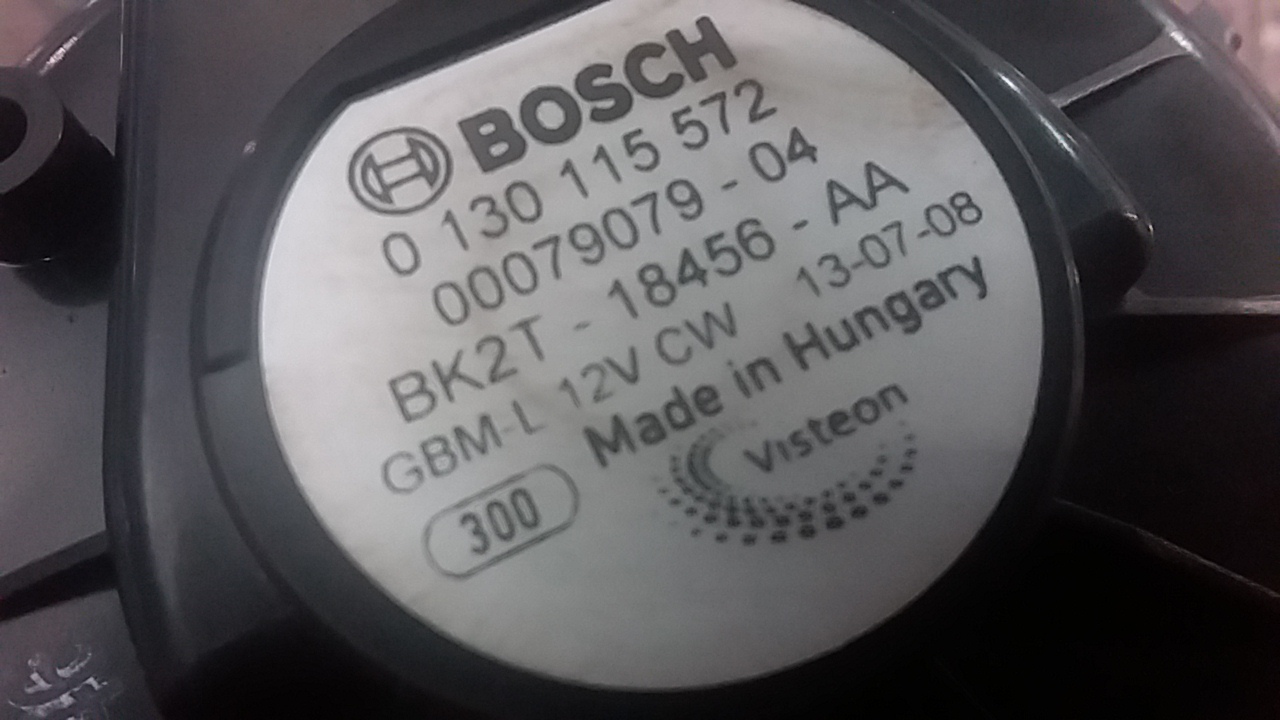 BOSCH
0 130 115 572
00079079 - 04
BK2T - 18456 - AA
GBM-L 12V CW 13-07-08
Made in Hungary
300
Visteon